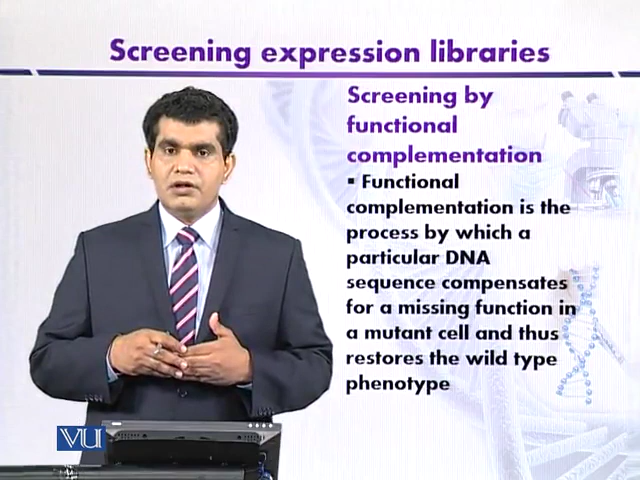 Screening expression libraries
Screening by
functional
complementation
▪ Functional
complementation is the
process by which a
particular DNA
sequence compensates
for a missing function in
a mutant cell and thus
restores the wild type
phenotype
VU